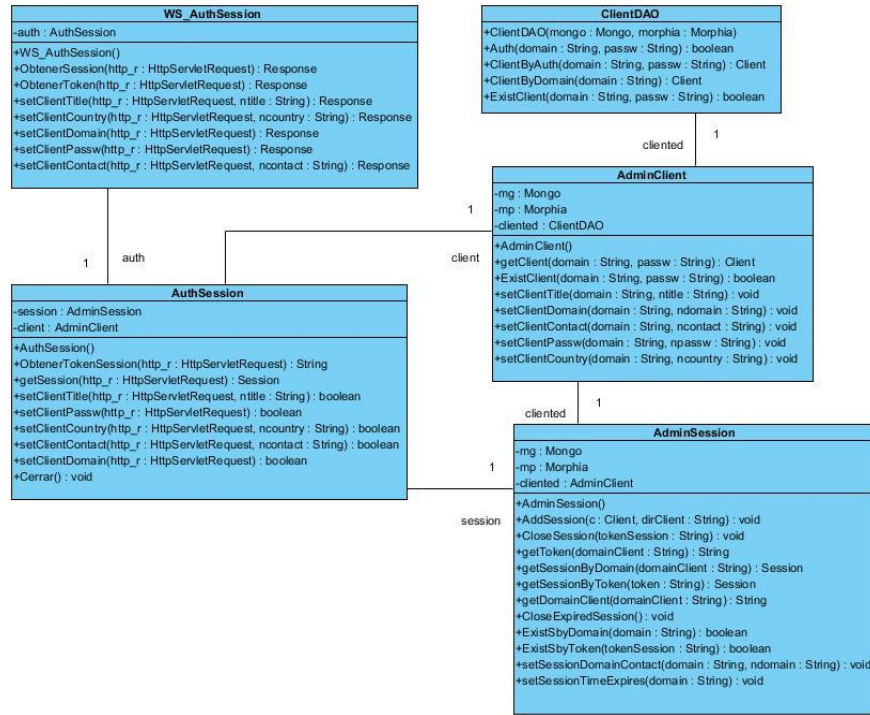 WS_AuthSession
-auth : AuthSession
+WS_AuthSession()
+ObtenerSession(http_r : HttpServletRequest) : Response
+ObtenerToken(http_r : HttpServletRequest) : Response
+setClientTitle(http_r : HttpServletRequest, ntitle : String) : Response
+setClientCountry(http_r : HttpServletRequest, ncountry : String) : Response
+setClientDomain(http_r : HttpServletRequest) : Response
+setClientPassw(http_r : HttpServletRequest) : Response
+setClientContact(http_r : HttpServletRequest, ncontact : String) : Response
ClientDAO
+ClientDAO(mongo : Mongo, morphia : Morphia)
+Auth(domain : String, passw : String) : boolean
+ClientByAuth(domain : String, passw : String) : Client
+ClientByDomain(domain : String) : Client
+ExistClient(domain : String, passw : String) : boolean
1
cliented
AdminClient
-mg : Mongo
-mp : Morphia
-cliented : ClientDAO
+AdminClient()
+getClient(domain : String, passw : String) : Client
+ExistClient(domain : String, passw : String) : boolean
+setClientTitle(domain : String, ntitle : String) : void
+setClientDomain(domain : String, ndomain : String) : void
+setClientContact(domain : String, ncontact : String) : void
+setClientPassw(domain : String, npassw : String) : void
+setClientCountry(domain : String, ncountry : String) : void
1
client
1
auth
AuthSession
-session : AdminSession
-client : AdminClient
+AuthSession()
+ObtenerTokenSession(http_r : HttpServletRequest) : String
+getSession(http_r : HttpServletRequest) : Session
+setClientTitle(http_r : HttpServletRequest, ntitle : String) : boolean
+setClientPassw(http_r : HttpServletRequest) : boolean
+setClientCountry(http_r : HttpServletRequest, ncountry : String) : boolean
+setClientContact(http_r : HttpServletRequest, ncontact : String) : boolean
+setClientDomain(http_r : HttpServletRequest) : boolean
+Cerrar() : void
1
cliented
1
session
AdminSession
-mg : Mongo
-mp : Morphia
-cliented : AdminClient
+AdminSession()
+AddSession(c : Client, dirClient : String) : void
+CloseSession(tokenSession : String) : void
+getToken(domainClient : String) : String
+getSessionByDomain(domainClient : String) : Session
+getSessionByToken(token : String) : Session
+getDomainClient(domainClient : String) : String
+CloseExpiredSession() : void
+ExistSbyDomain(domain : String) : boolean
+ExistSbyToken(tokenSession : String) : boolean
+setSessionDomainContact(domain : String, ndomain : String) : void
+setSessionTimeExpires(domain : String) : void